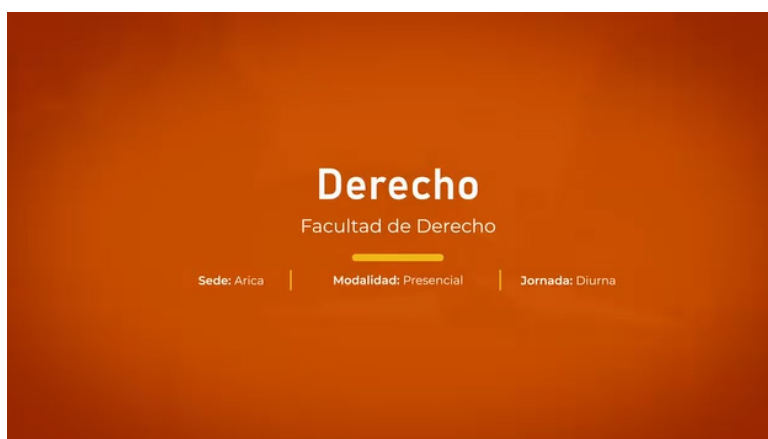 Derecho
Facultad de Derecho
Sede: Arica | Modalidad: Presencial | Jornada: Diurna